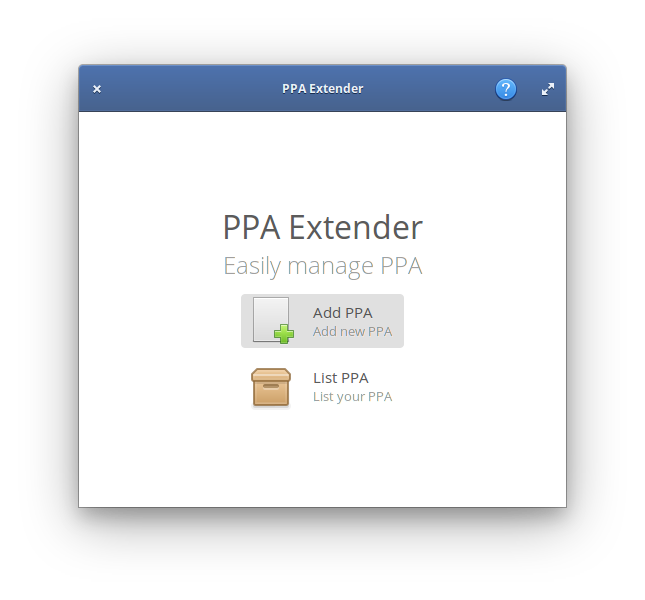 PPA Extender
?
PPA Extender
Easily manage PPA
Add PPA
Add new PPA
List PPA
List your PPA